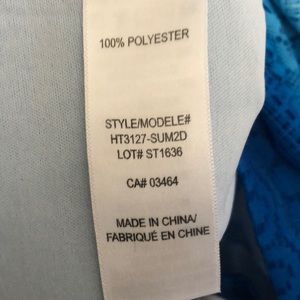 100% POLYESTER
STYLE/MODELE#
HT3127-SUM2D
LOT# ST1636
CA# 03464
MADE IN CHINA/
FABRIQUÉ EN CHINE